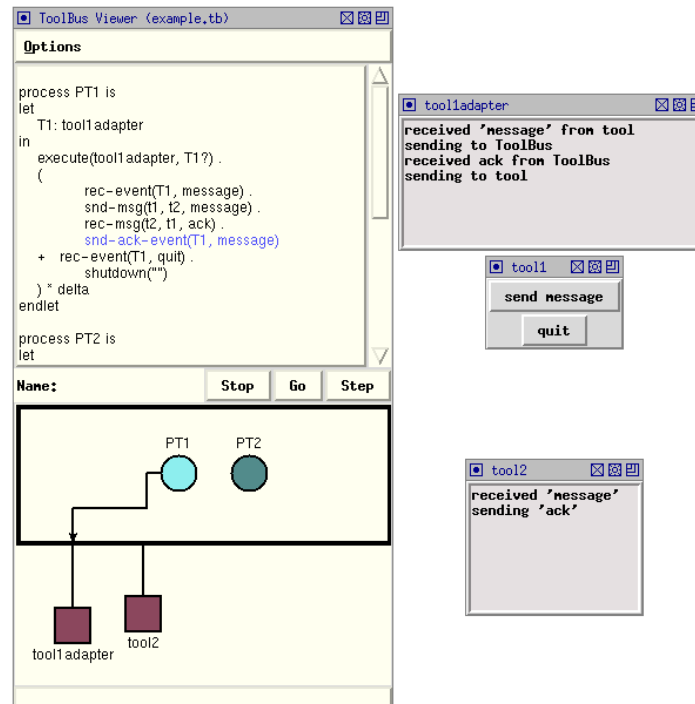 ToolBus Viewer (example.tb)
Options
process PT1 is
let
T1: tool1adapter
in
execute(tool1adapter, T1?) .
(
rec-event(T1, message) .
snd-msg(t1, t2, message) .
rec-msg(t2, t1, ack) .
snd-ack-event(T1, message)
+ rec-event(T1, quit) .
shutdown("")
) * delta
endlet
process PT2 is
let
Name:
Stop
Go
Step
PT1
PT2
tool1adapter
tool2
tool1adapter
received 'message' from tool
sending to ToolBus
received ack from ToolBus
sending to tool
tool1
send message
quit
tool2
received 'message'
sending 'ack'